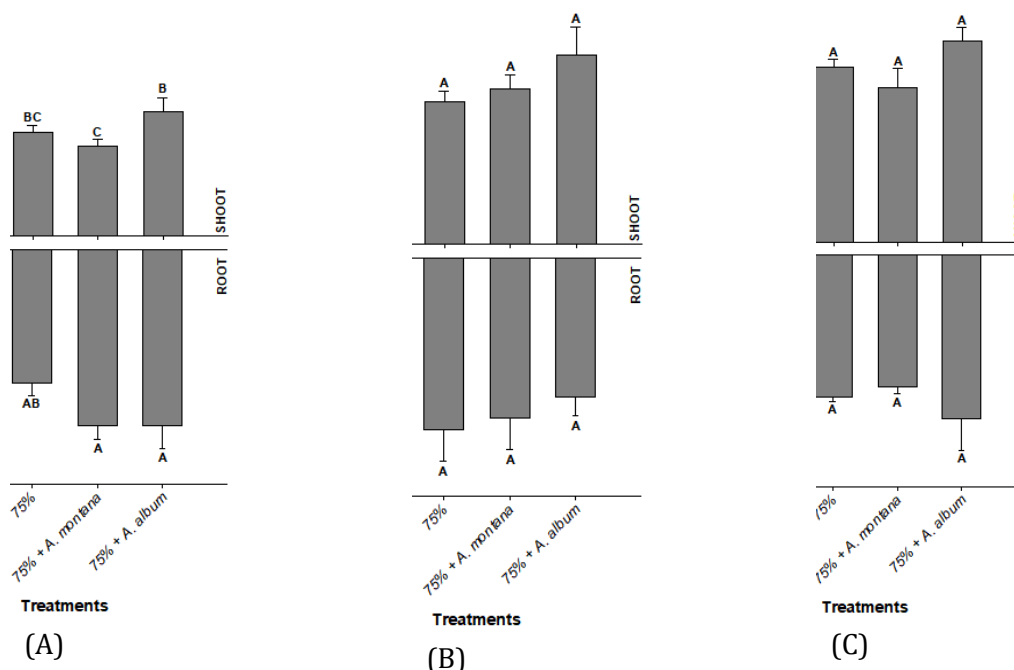 BC
C
B
SHOOT
ROOT
AB
A
A
75%
75% + A. montana
75% + A. album
Treatments
(A)
A
A
A
SHOOT
ROOT
A
A
A
75%
75% + A. montana
75% + A. album
Treatments
(B)
A
A
A
A
A
A
75%
75% + A. montana
75% + A. album
Treatments
(C)